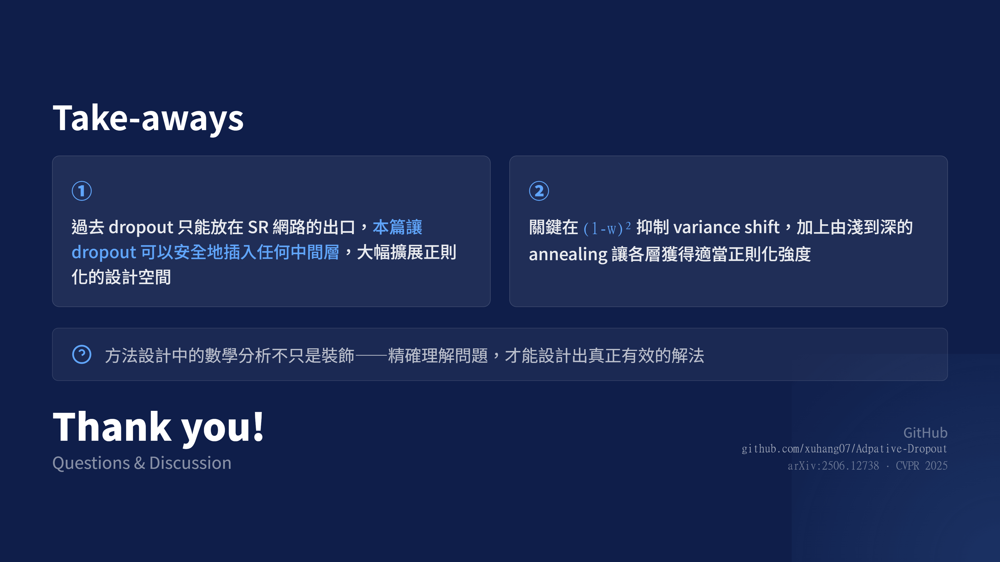 Take-aways
①
過去 dropout 只能放在 SR 網路的出口，本篇讓
dropout 可以安全地插入任何中間層，大幅擴展正則
化的設計空間
②
關鍵在 (1-w)² 抑制 variance shift，加上由淺到深的
annealing 讓各層獲得適當正則化強度
? 方法設計中的數學分析不只是裝飾——精確理解問題，才能設計出真正有效的解法
Thank you!
Questions & Discussion
GitHub
github.com/xuhang07/Adpative-Dropout
arXiv:2506.12738 · CVPR 2025